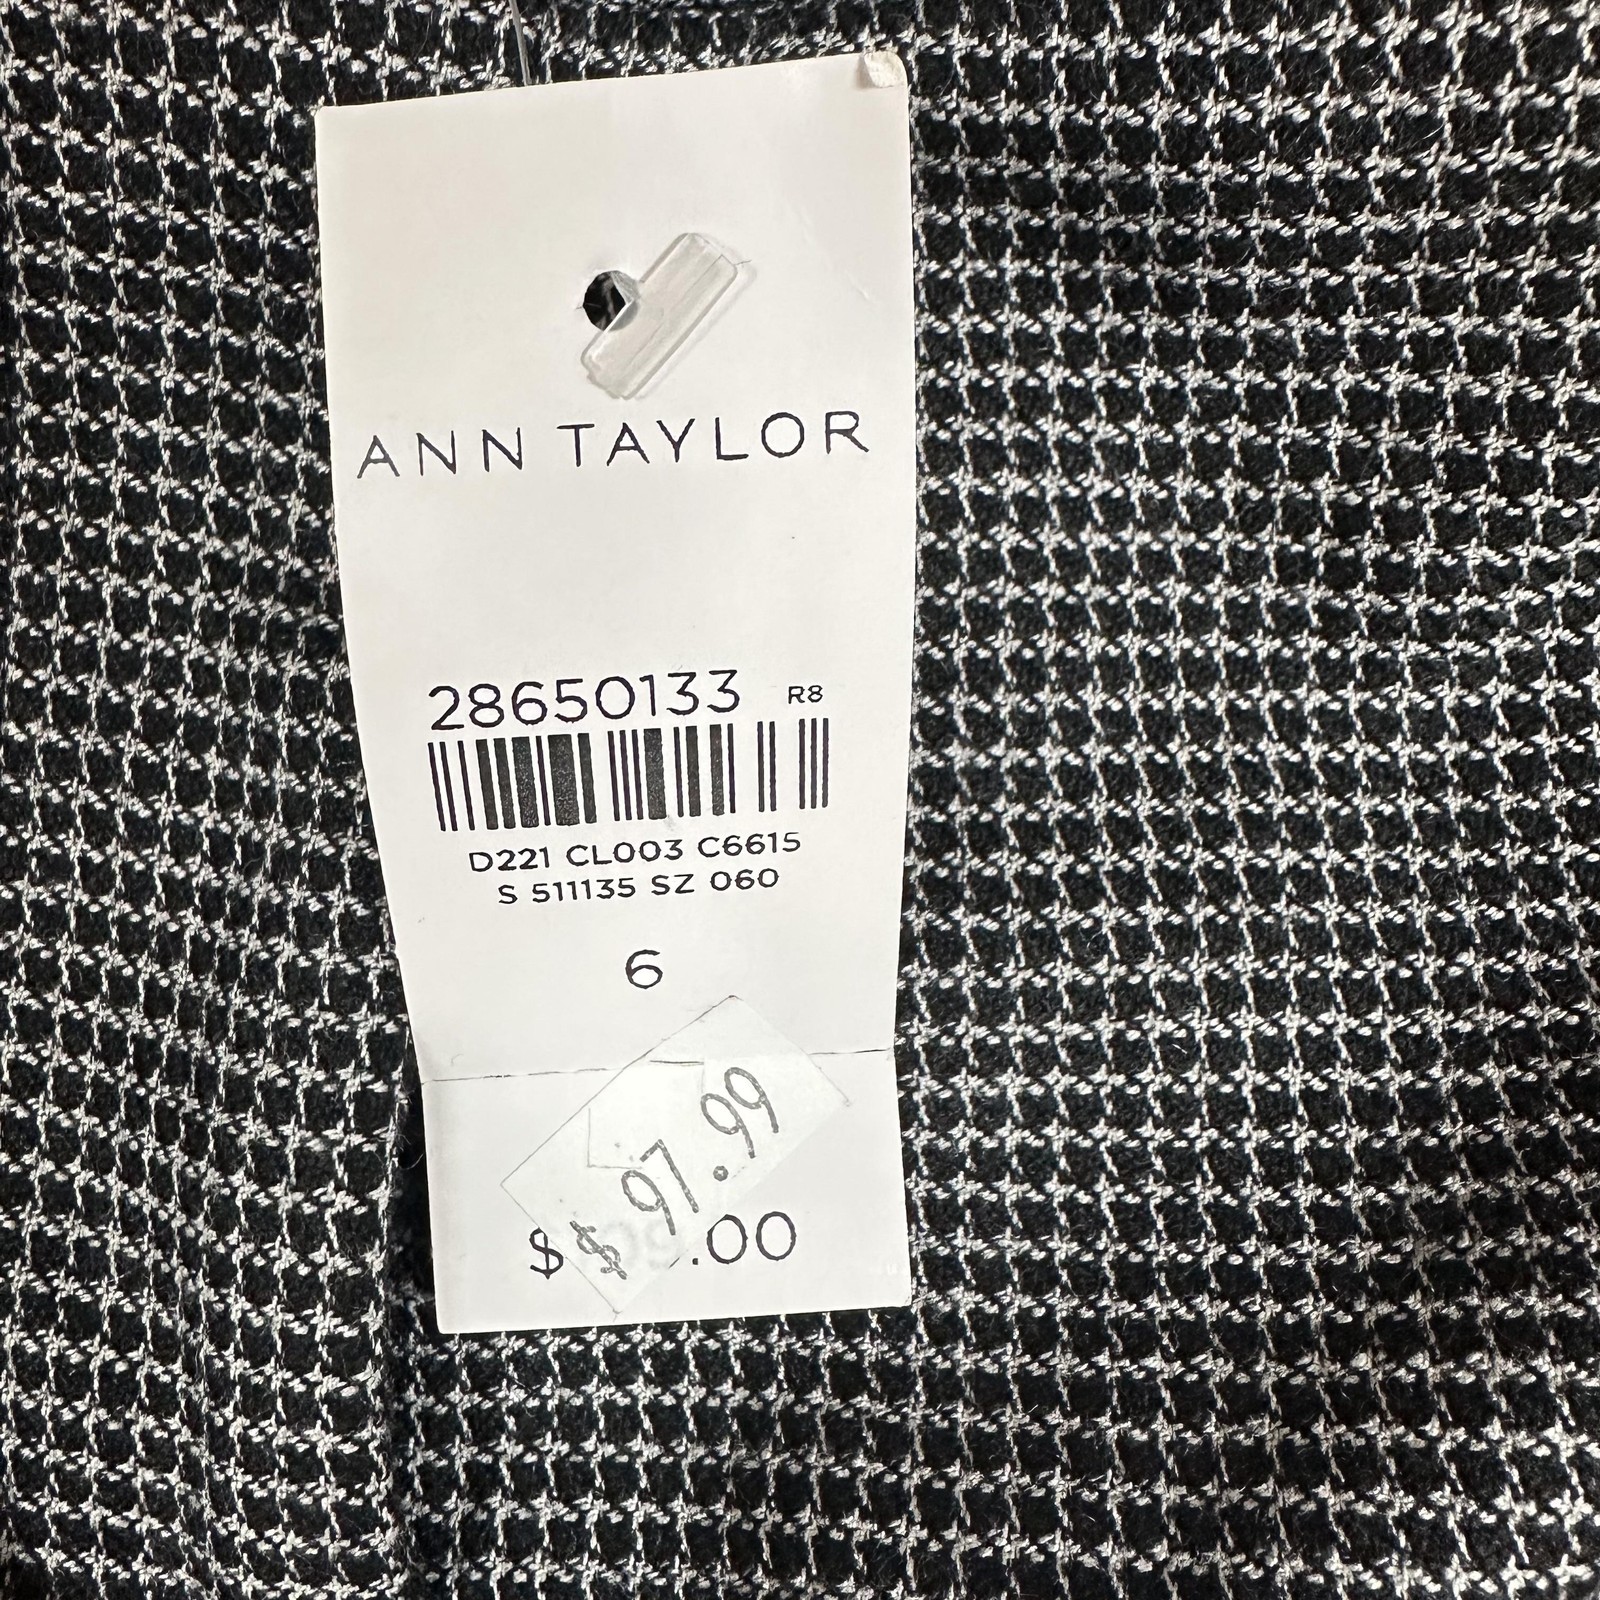 ANN TAYLOR
28650133 R8
D221 CL003 C6615
S 511135 SZ 060
6
$ 97.99
$ .00